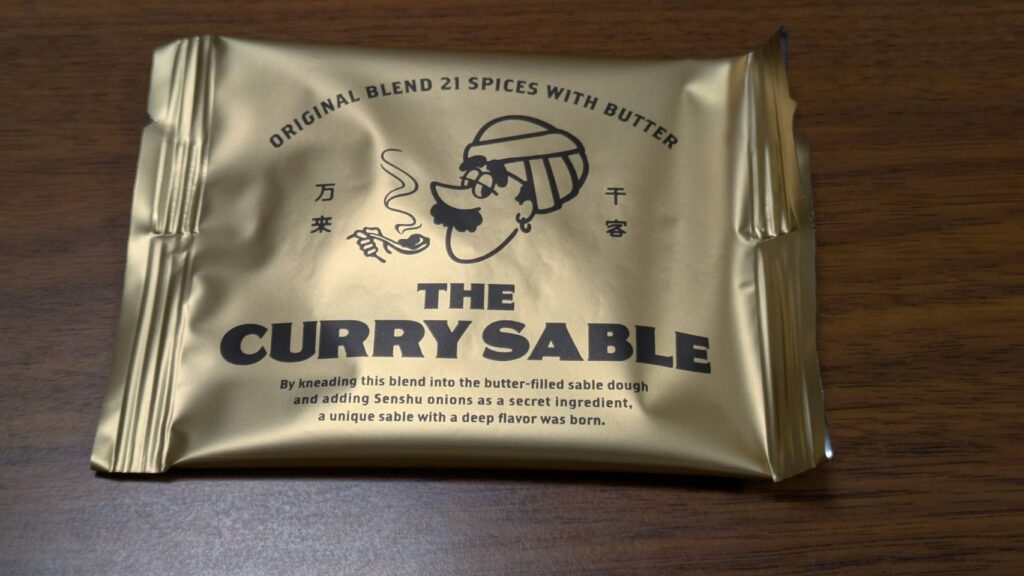 ORIGINAL BLEND 21 SPICES WITH BUTTER
千客
万来
THE
CURRY SABLE
By kneading this blend into the butter-filled sable dough
and adding Senshu onions as a secret ingredient,
a unique sable with a deep flavor was born.